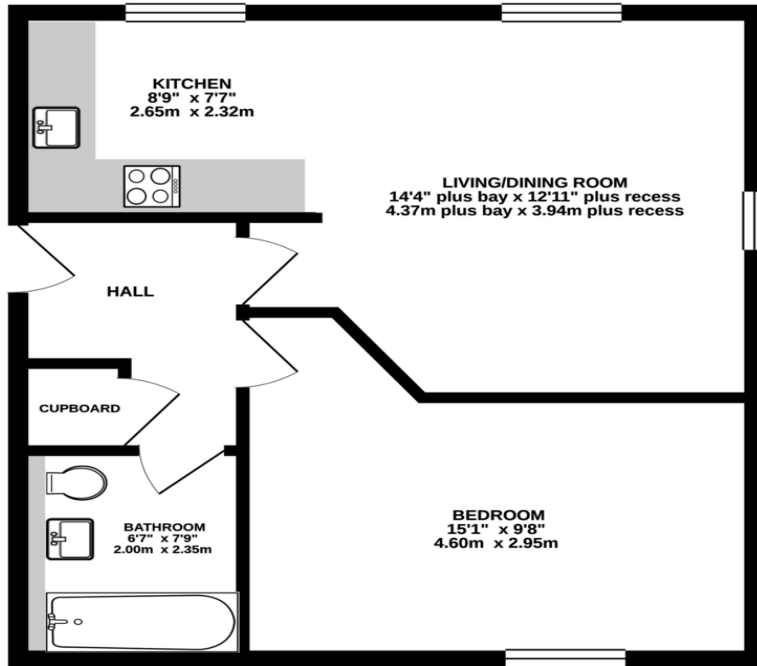 KITCHEN
8'9" x 7'7"
2.65m x 2.32m
LIVING/DINING ROOM
14'4" plus bay x 12'11" plus recess
4.37m plus bay x 3.94m plus recess
HALL
CUPBOARD
BATHROOM
6'7" x 7'9"
2.00m x 2.35m
BEDROOM
15'1" x 9'8"
4.60m x 2.95m